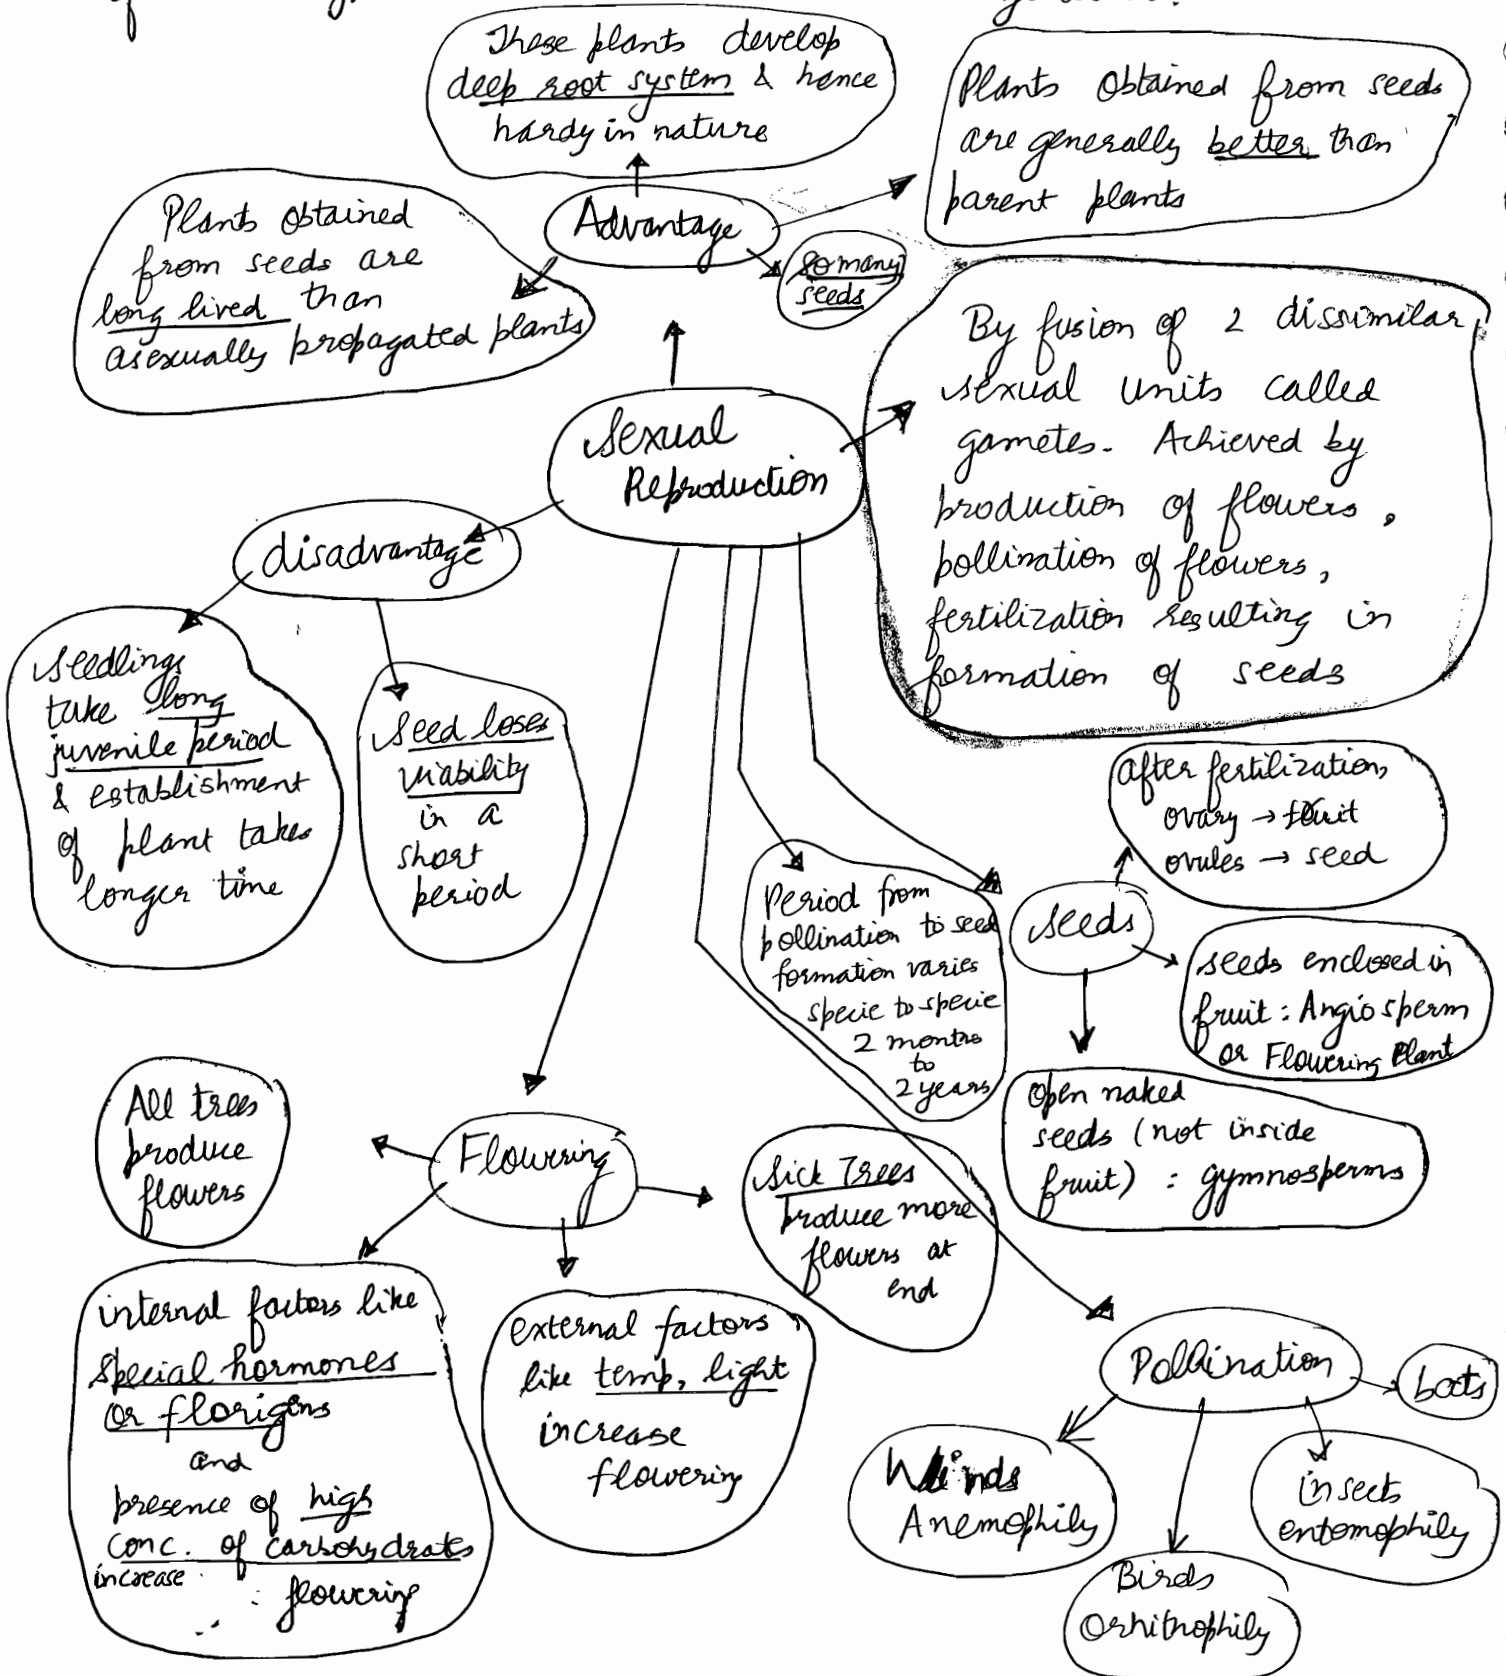 These plants develop
deep root system & hence
hardy in nature
Plants obtained from seeds
are generally better than
parent plants
Advantage
so many
seeds
Plants obtained
from seeds are
long lived than
asexually propagated plants
Sexual
Reproduction
By fusion of 2 dissimilar
sexual units called
gametes. Achieved by
production of flowers,
pollination of flowers,
fertilization resulting in
formation of seeds
disadvantage
Seedlings
take long
juvenile period
& establishment
of plant takes
longer time
Seed loses
viability
in a
short
period
Period from
pollination to seed
formation varies
specie to specie
2 months
to
2 years
Seeds
After fertilization,
ovary → fruit
ovules → seed
seeds enclosed in
fruit : Angiosperm
or Flowering Plant
open naked
seeds (not inside
fruit) : gymnosperms
Flowering
All trees
produce
flowers
Sick Trees
produce more
flowers at
end
internal factors like
special hormones
or florigens
and
presence of high
conc. of carbohydrates
increase
flowering
external factors
like temp, light
increase
flowering
Pollination
bats
Winds
Anemophily
Birds
Ornithophily
insects
entomophily